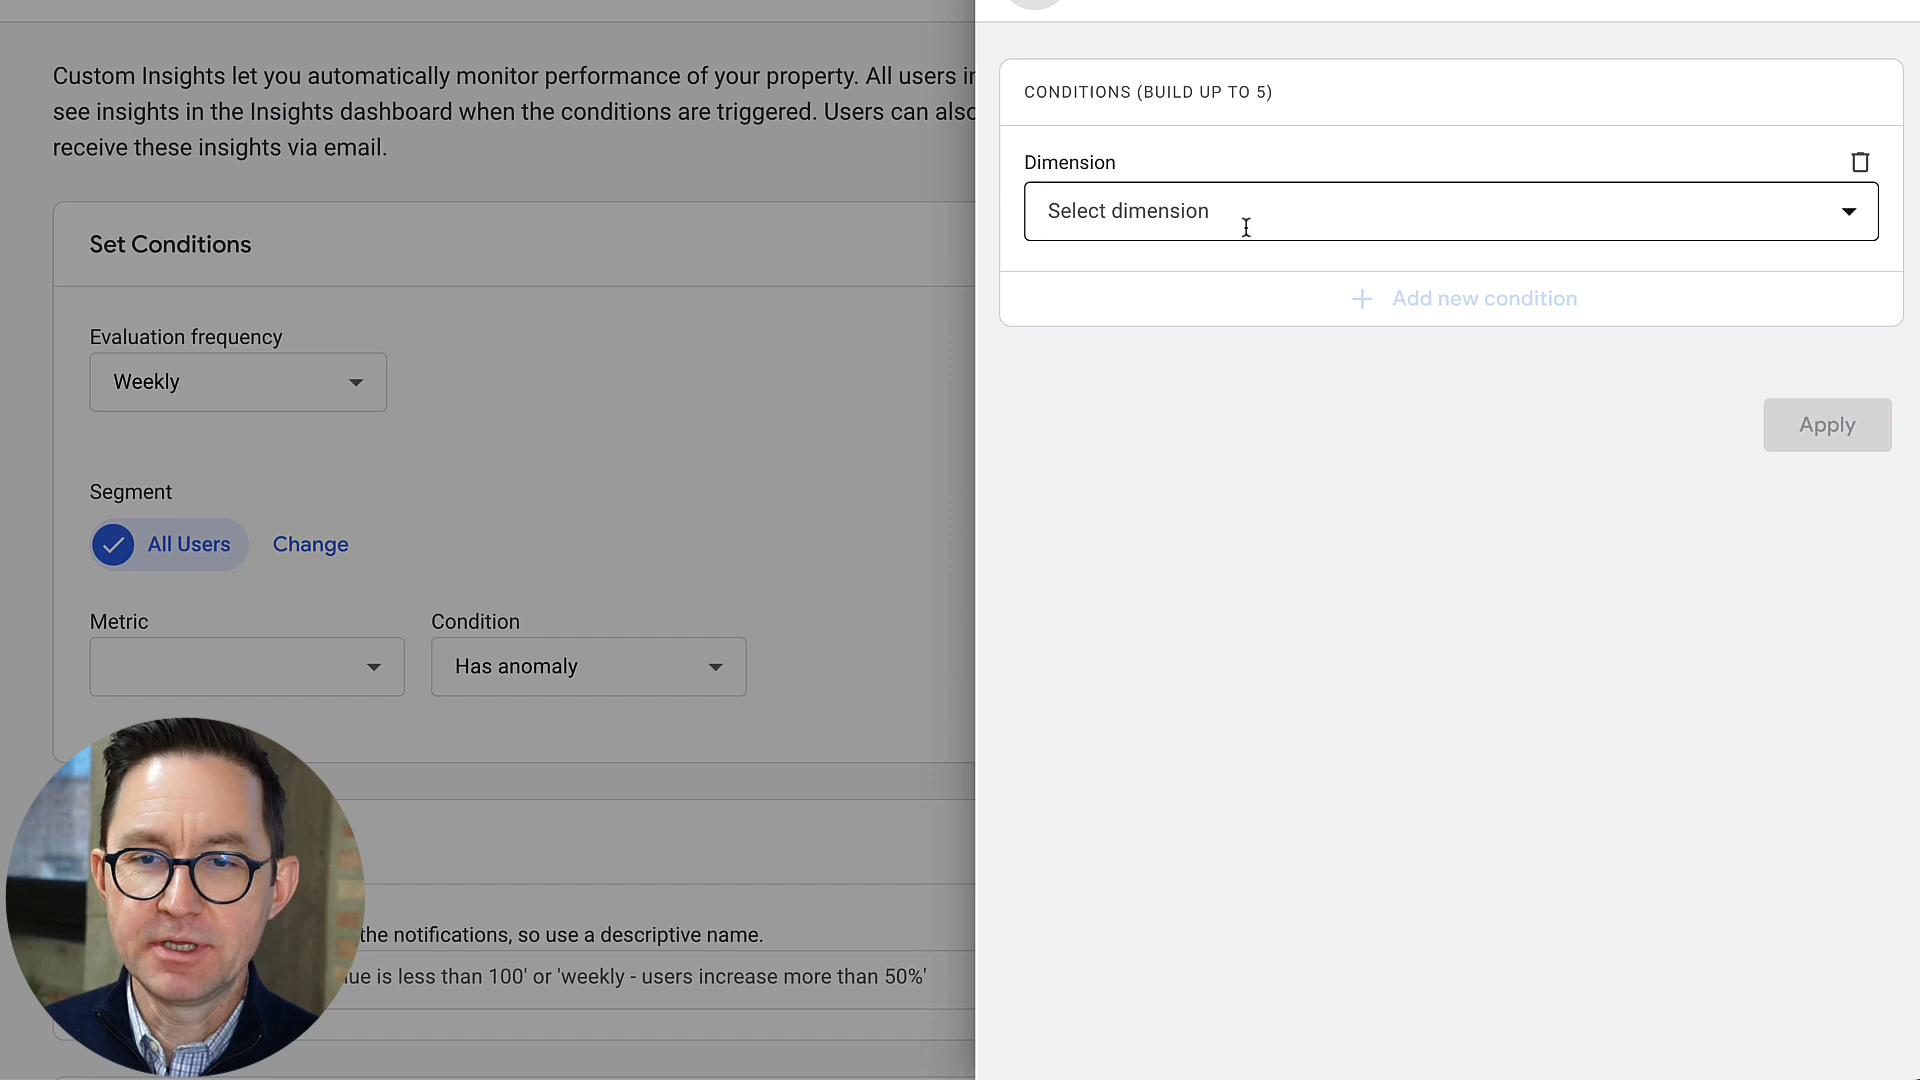 Custom Insights let you automatically monitor performance of your property. All users in
see insights in the Insights dashboard when the conditions are triggered. Users can also
receive these insights via email.
Set Conditions
Evaluation frequency
Weekly
Segment
All Users
Change
Metric
Condition
Has anomaly
the notifications, so use a descriptive name.
ue is less than 100' or 'weekly - users increase more than 50%'
CONDITIONS (BUILD UP TO 5)
Dimension
Select dimension
Add new condition
Apply